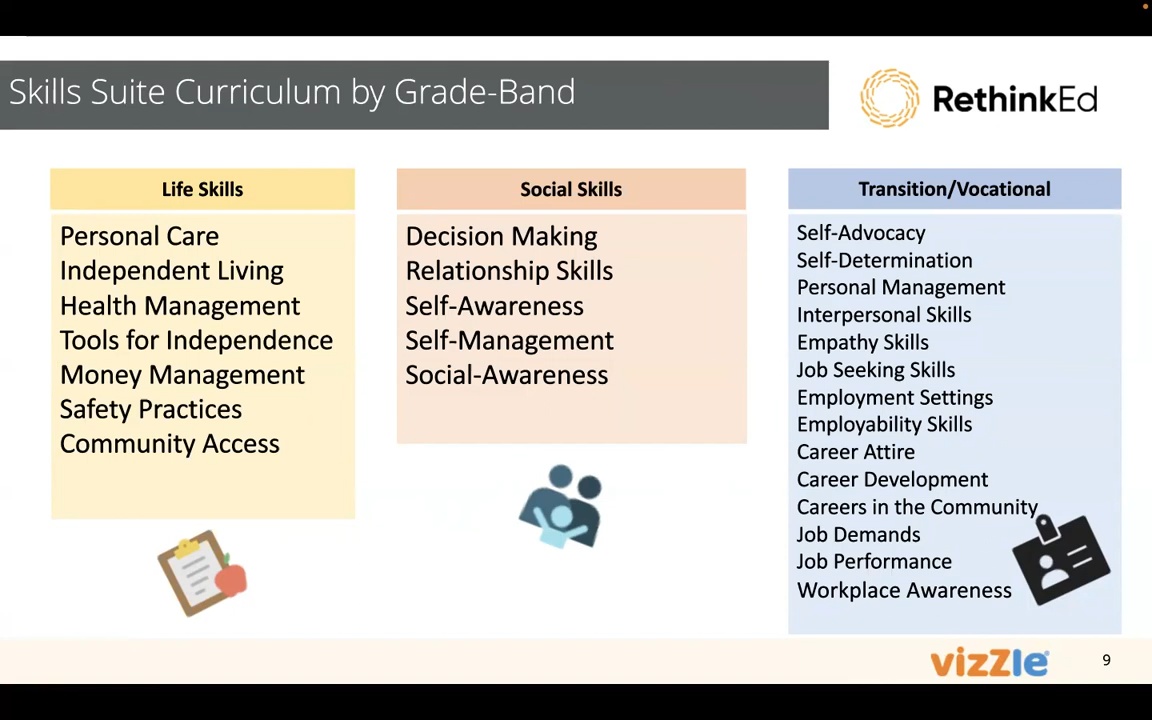 Skills Suite Curriculum by Grade-Band
RethinkEd
Life Skills
Personal Care
Independent Living
Health Management
Tools for Independence
Money Management
Safety Practices
Community Access
Social Skills
Decision Making
Relationship Skills
Self-Awareness
Self-Management
Social-Awareness
Transition/Vocational
Self-Advocacy
Self-Determination
Personal Management
Interpersonal Skills
Empathy Skills
Job Seeking Skills
Employment Settings
Employability Skills
Career Attire
Career Development
Careers in the Community
Job Demands
Job Performance
Workplace Awareness
vizZle
9